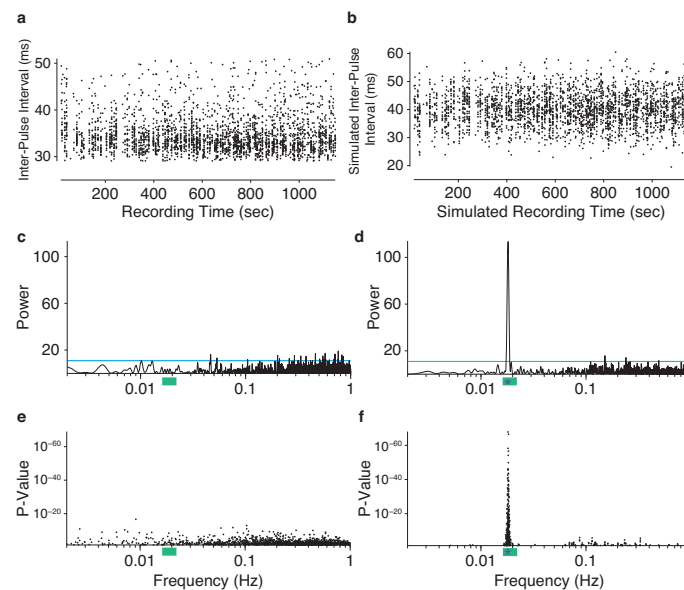 a
b
Inter-Pulse Interval (ms)
50
40
30
200 400 600 800 1000
Recording Time (sec)
Simulated Inter-Pulse
Interval (ms)
60
50
40
30
20
200 400 600 800 1000
Simulated Recording Time (sec)
c
d
Power
100
60
20
0.01 0.1 1
Power
100
60
20
*
0.01 0.1
e
f
P-Value
10⁻⁶⁰
10⁻⁴⁰
10⁻²⁰
0.01 0.1 1
Frequency (Hz)
P-Value
10⁻⁶⁰
10⁻⁴⁰
10⁻²⁰
*
0.01 0.1
Frequency (Hz)